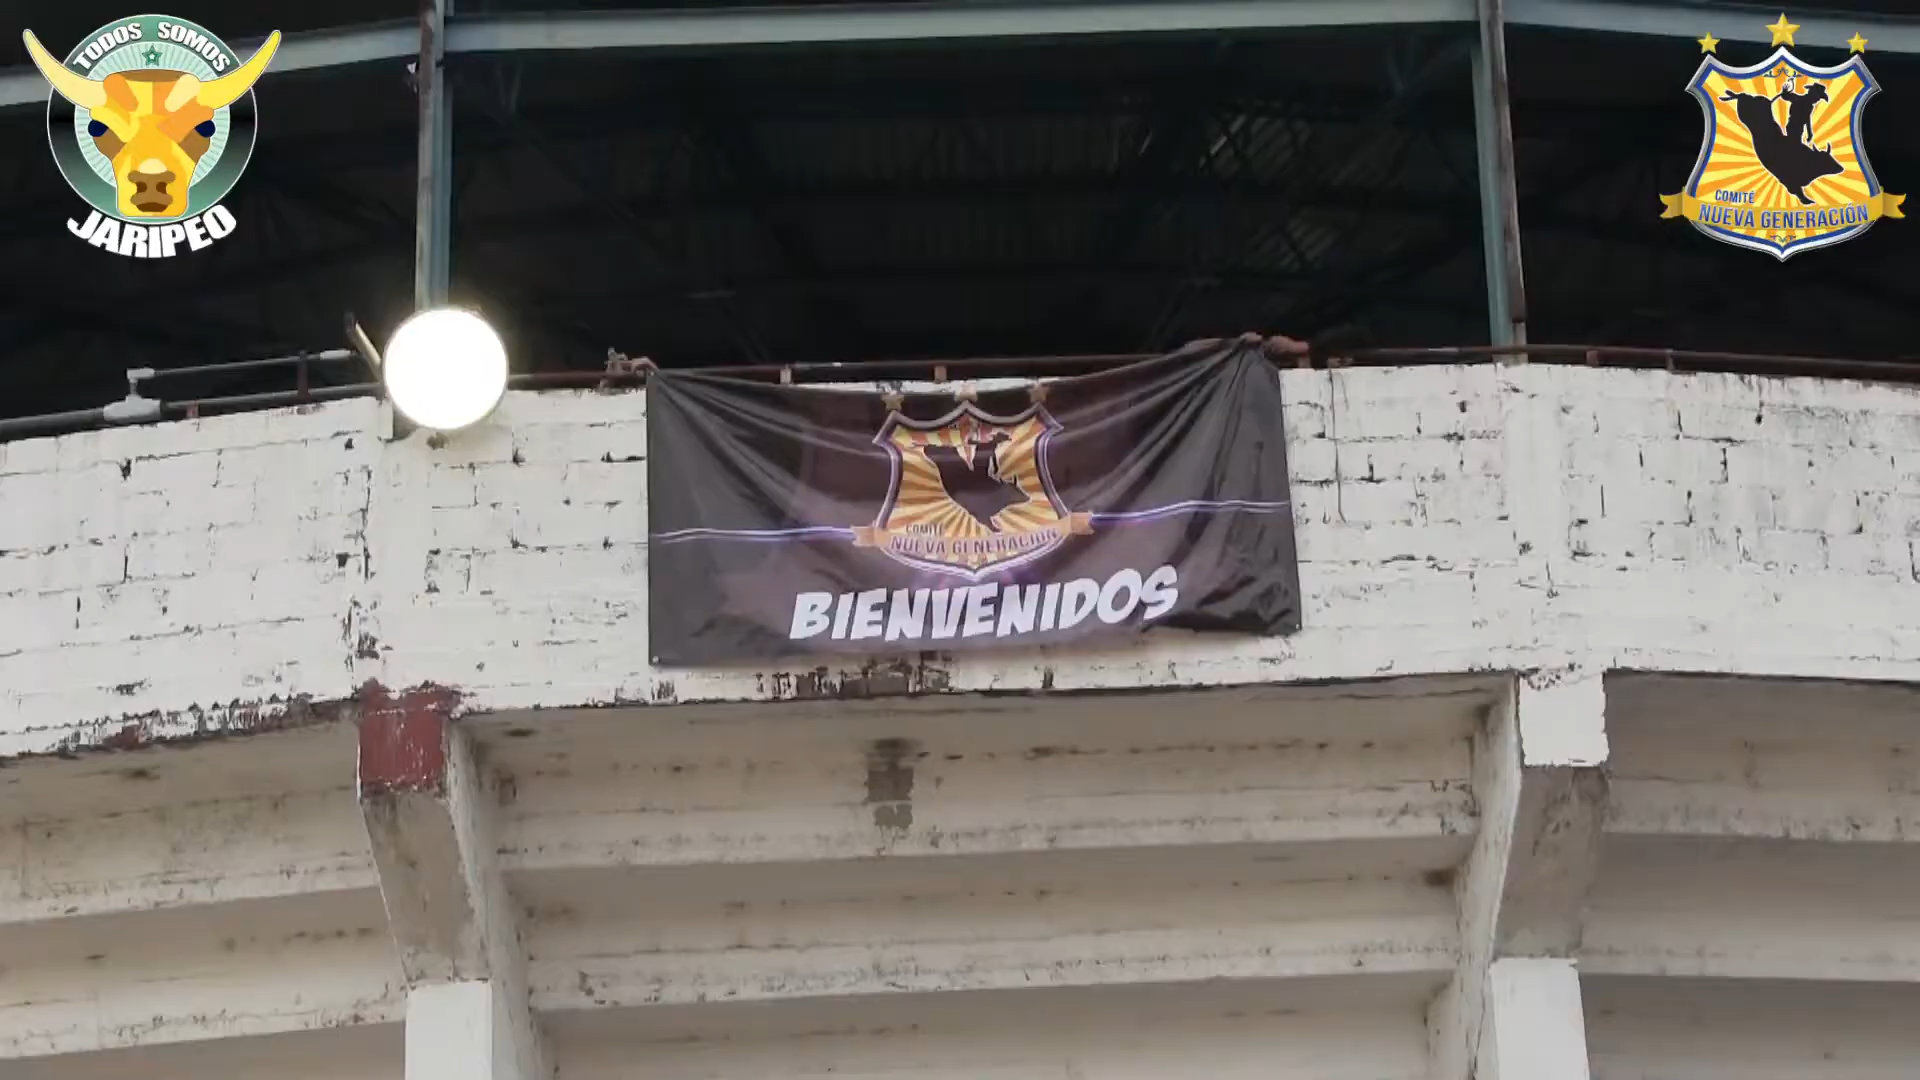 TODOS SOMOS
JARIPEO
COMITÉ
NUEVA GENERACIÓN
COMITÉ
NUEVA GENERACIÓN
BIENVENIDOS